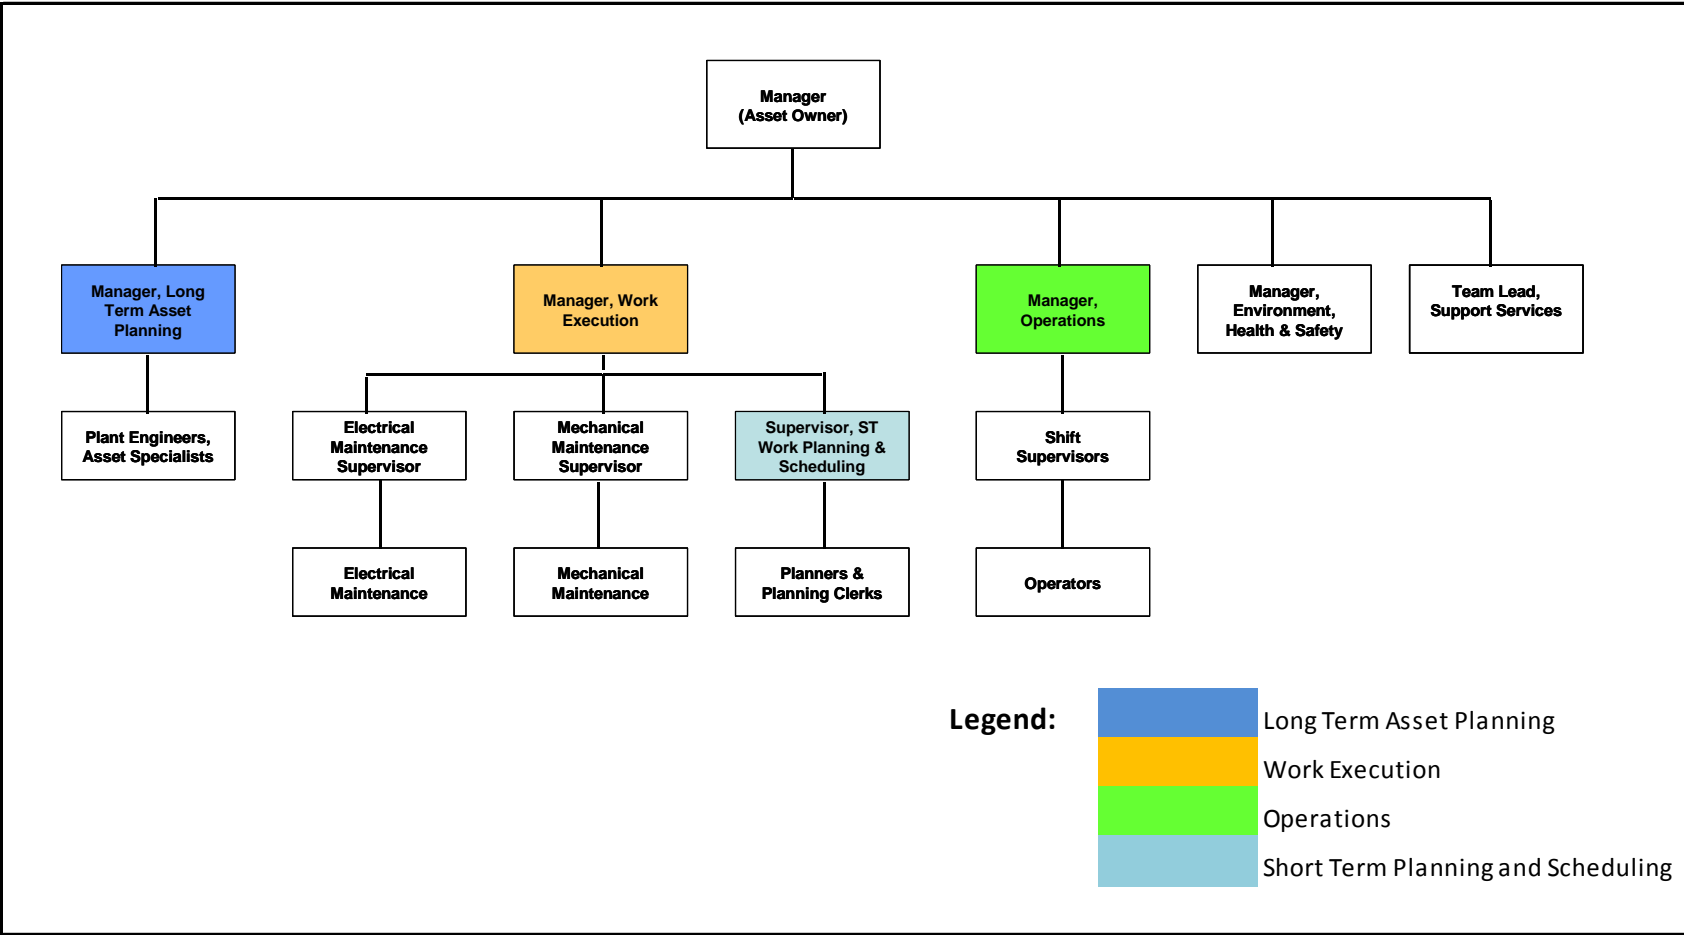 Manager
(Asset Owner)
Manager, Long
Term Asset
Planning
Manager, Work
Execution
Manager,
Operations
Manager,
Environment,
Health & Safety
Team Lead,
Support Services
Plant Engineers,
Asset Specialists
Electrical
Maintenance
Supervisor
Mechanical
Maintenance
Supervisor
Supervisor, ST
Work Planning &
Scheduling
Shift
Supervisors
Electrical
Maintenance
Mechanical
Maintenance
Planners &
Planning Clerks
Operators
Legend:
Long Term Asset Planning
Work Execution
Operations
Short Term Planning and Scheduling